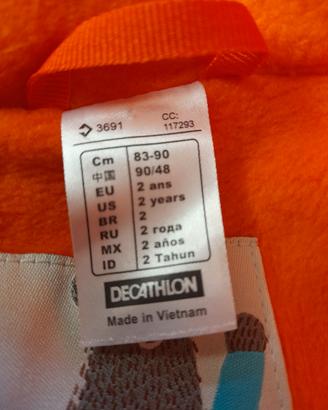 3691
CC:
117293
Cm 83-90
中国 90/48
EU 2 ans
US 2 years
BR 2
RU 2 года
MX 2 años
ID 2 Tahun
DECATHLON
Made in Vietnam